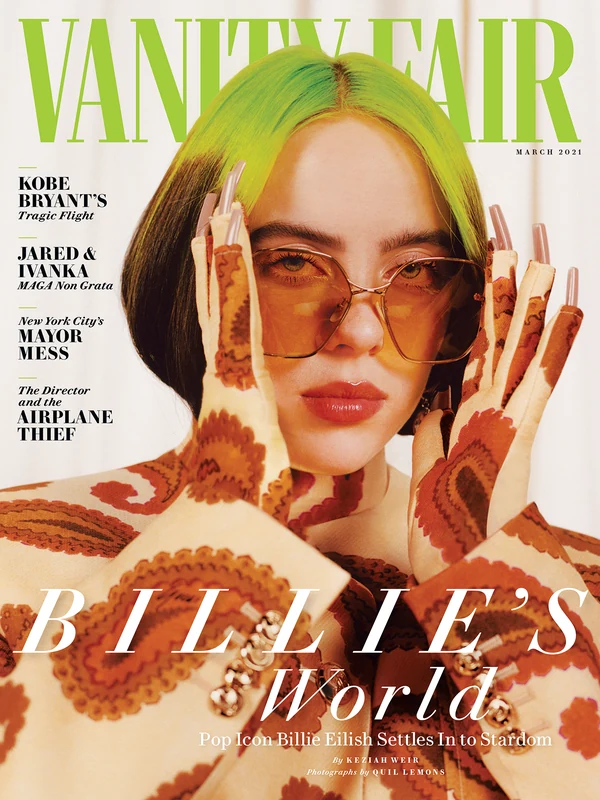 VANITY FAIR
MARCH 2021
KOBE
BRYANT'S
Tragic Flight
JARED &
IVANKA
MAGA Non Grata
New York City's
MAYOR
MESS
The Director
and the
AIRPLANE
THIEF
BILLIE'S
World
Pop Icon Billie Eilish Settles In to Stardom
By KEZIAH WEIR
Photographs by QUIL LEMONS